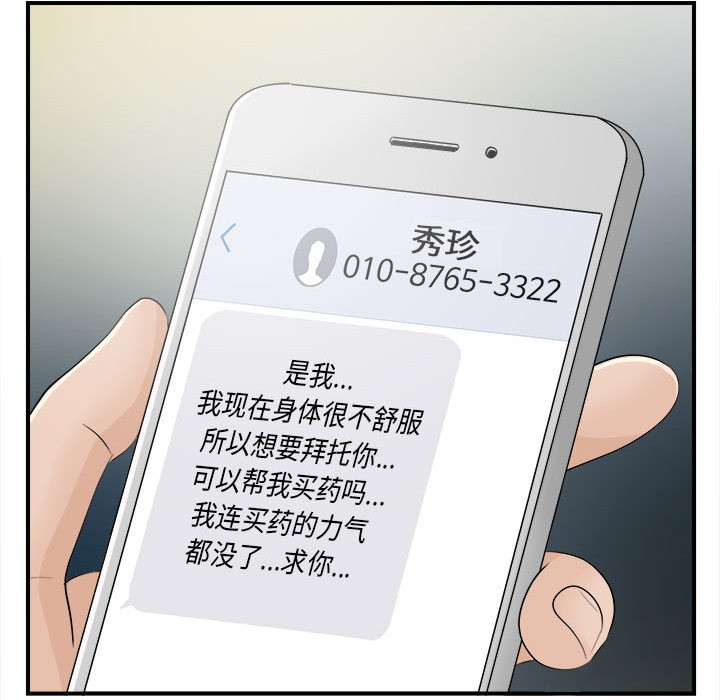 秀珍
010-8765-3322
是我...
我现在身体很不舒服
所以想要拜托你...
可以帮我买药吗...
我连买药的力气
都没了...求你...